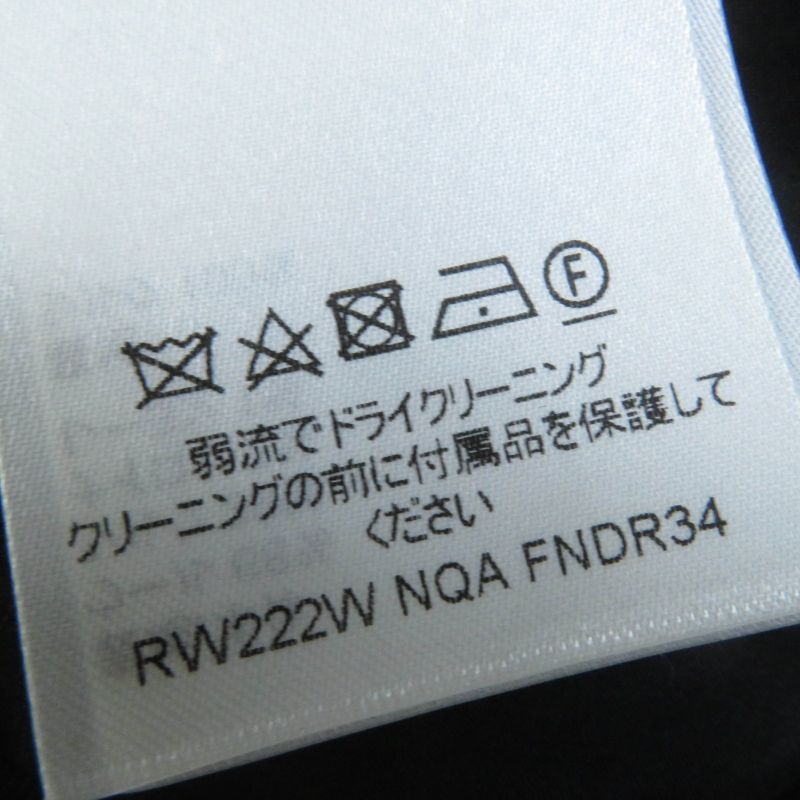 F
弱流でドライクリーニング
クリーニングの前に付属品を保護して
ください
RW222W NQA FNDR34